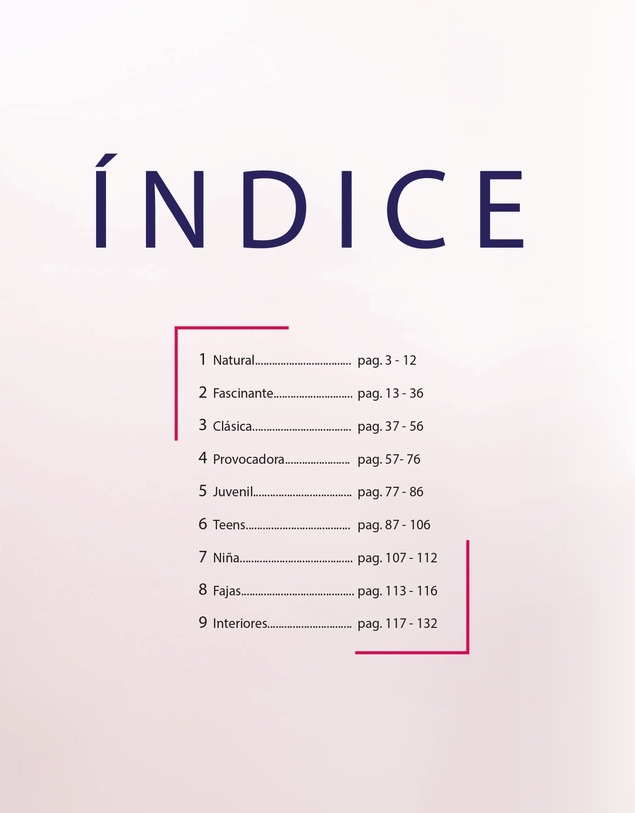 ÍNDICE
1 Natural................................ pag. 3 - 12
2 Fascinante.......................... pag. 13 - 36
3 Clásica................................. pag. 37 - 56
4 Provocadora...................... pag. 57- 76
5 Juvenil................................. pag. 77 - 86
6 Teens................................... pag. 87 - 106
7 Niña...................................... pag. 107 - 112
8 Fajas...................................... pag. 113 - 116
9 Interiores............................ pag. 117 - 132